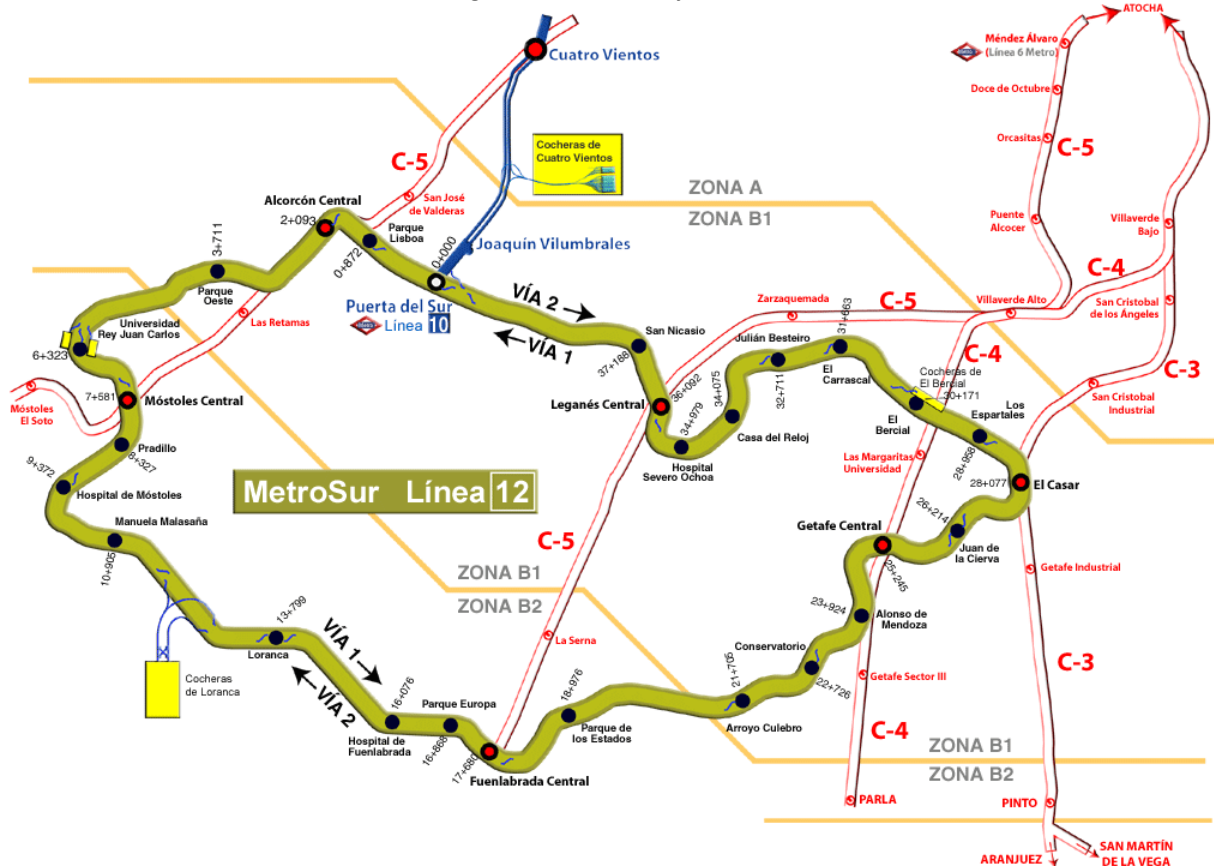 ATOCHA
Méndez Álvaro
(Línea 6 Metro)
Cuatro Vientos
Doce de Octubre
Orcasitas
C-5
Cocheras de
Cuatro Vientos
C-5
ZONA A
ZONA B1
San José
de Valderas
Alcorcón Central
2+093
Parque
Lisboa
0+872
0+000
Joaquín Vilumbrales
Puente
Alcocer
Villaverde
Bajo
C-4
3+711
Parque
Oeste
Puerta del Sur
Línea 10
VÍA 2
VÍA 1
Zarzaquemada
C-5
Villaverde Alto
San Cristobal
de los Ángeles
Las Retamas
Universidad
Rey Juan Carlos
6+323
San Nicasio
37+188
Julián Besteiro
31+663
El
Carrascal
32+711
C-4
C-3
Cocheras de
El Bercial
30+171
Móstoles
El Soto
7+581
Móstoles Central
Leganés Central
36+092
34+075
34+979
Casa del Reloj
El
Bercial
Los
Espartales
San Cristobal
Industrial
Pradillo
8+327
Hospital
Severo Ochoa
Las Margaritas
Universidad
28+958
9+372
Hospital de Móstoles
MetroSur Línea 12
28+077
El Casar
Manuela Malasaña
10+905
C-5
Getafe Central
25+245
26+214
Juan de
la Cierva
Getafe Industrial
ZONA B1
ZONA B2
23+924
Alonso de
Mendoza
13+799
Loranca
VÍA 1
VÍA 2
La Serna
Conservatorio
22+726
Getafe Sector III
C-3
Cocheras
de Loranca
16+076
Hospital de
Fuenlabrada
Parque Europa
16+868
18+976
Parque de
los Estados
21+705
Arroyo Culebro
17+680
Fuenlabrada Central
C-4
ZONA B1
ZONA B2
PARLA
PINTO
ARANJUEZ
SAN MARTÍN
DE LA VEGA